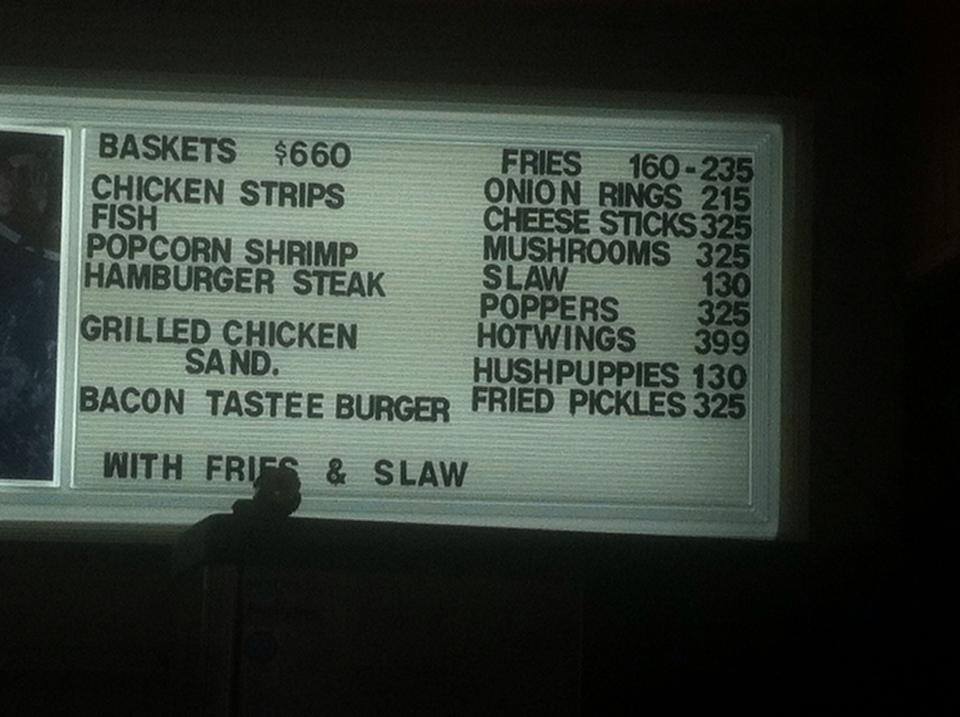 BASKETS $660
CHICKEN STRIPS
FISH
POPCORN SHRIMP
HAMBURGER STEAK
GRILLED CHICKEN
SAND.
BACON TASTEE BURGER
WITH FRIES & SLAW
FRIES 160-235
ONION RINGS 215
CHEESE STICKS 325
MUSHROOMS 325
SLAW 130
POPPERS 325
HOTWINGS 399
HUSHPUPPIES 130
FRIED PICKLES 325